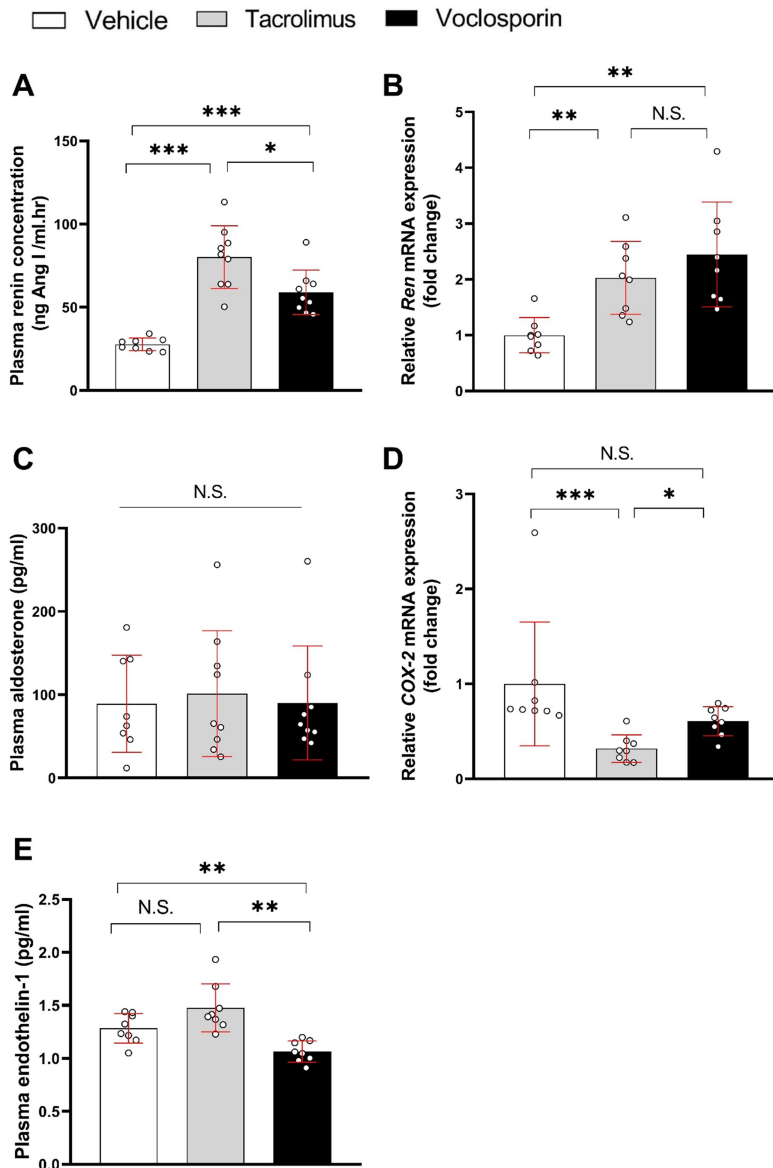 Vehicle Tacrolimus Voclosporin
A
***
***
*
Plasma renin concentration
(ng Ang I /ml.hr)
150
100
50
0
B
**
**
N.S.
Relative Ren mRNA expression
(fold change)
5
4
3
2
1
0
C
N.S.
Plasma aldosterone (pg/ml)
300
200
100
0
D
N.S.
***
*
Relative COX-2 mRNA expression
(fold change)
3
2
1
0
E
**
N.S.
**
Plasma endothelin-1 (pg/ml)
2.5
2.0
1.5
1.0
0.5
0.0